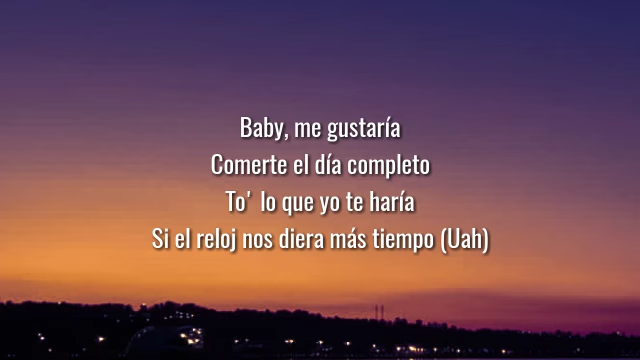 Baby, me gustaría
Comerte el día completo
To' lo que yo te haría
Si el reloj nos diera más tiempo (Uah)